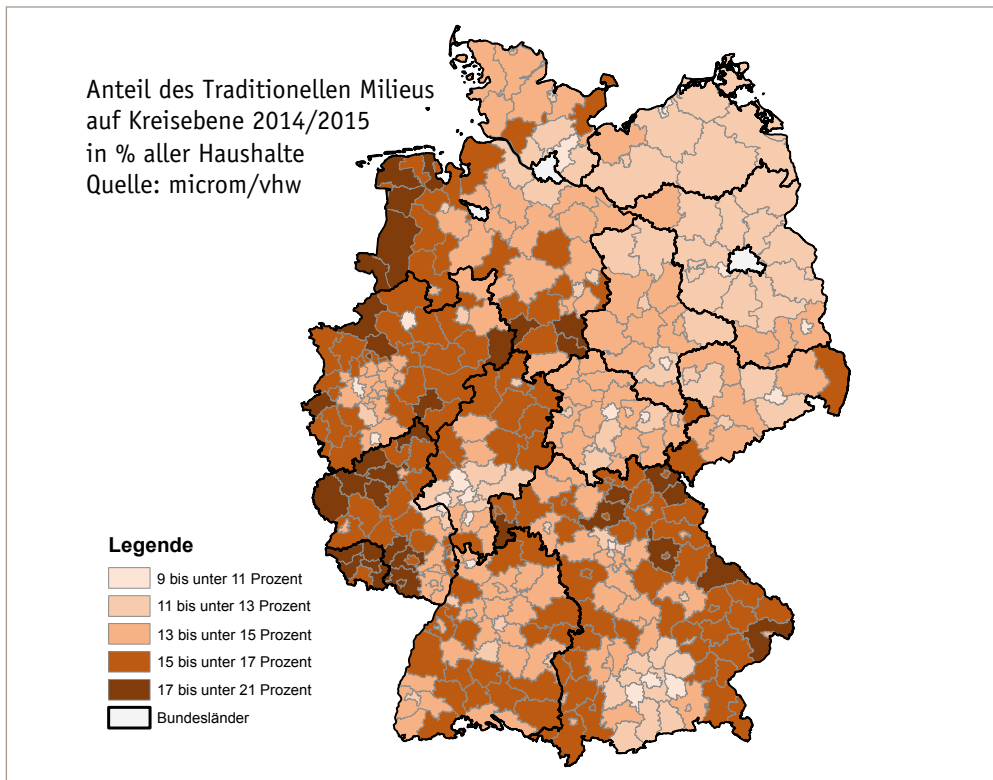 Anteil des Traditionellen Milieus
auf Kreisebene 2014/2015
in % aller Haushalte
Quelle: microm/vhw
Legende
9 bis unter 11 Prozent
11 bis unter 13 Prozent
13 bis unter 15 Prozent
15 bis unter 17 Prozent
17 bis unter 21 Prozent
Bundesländer